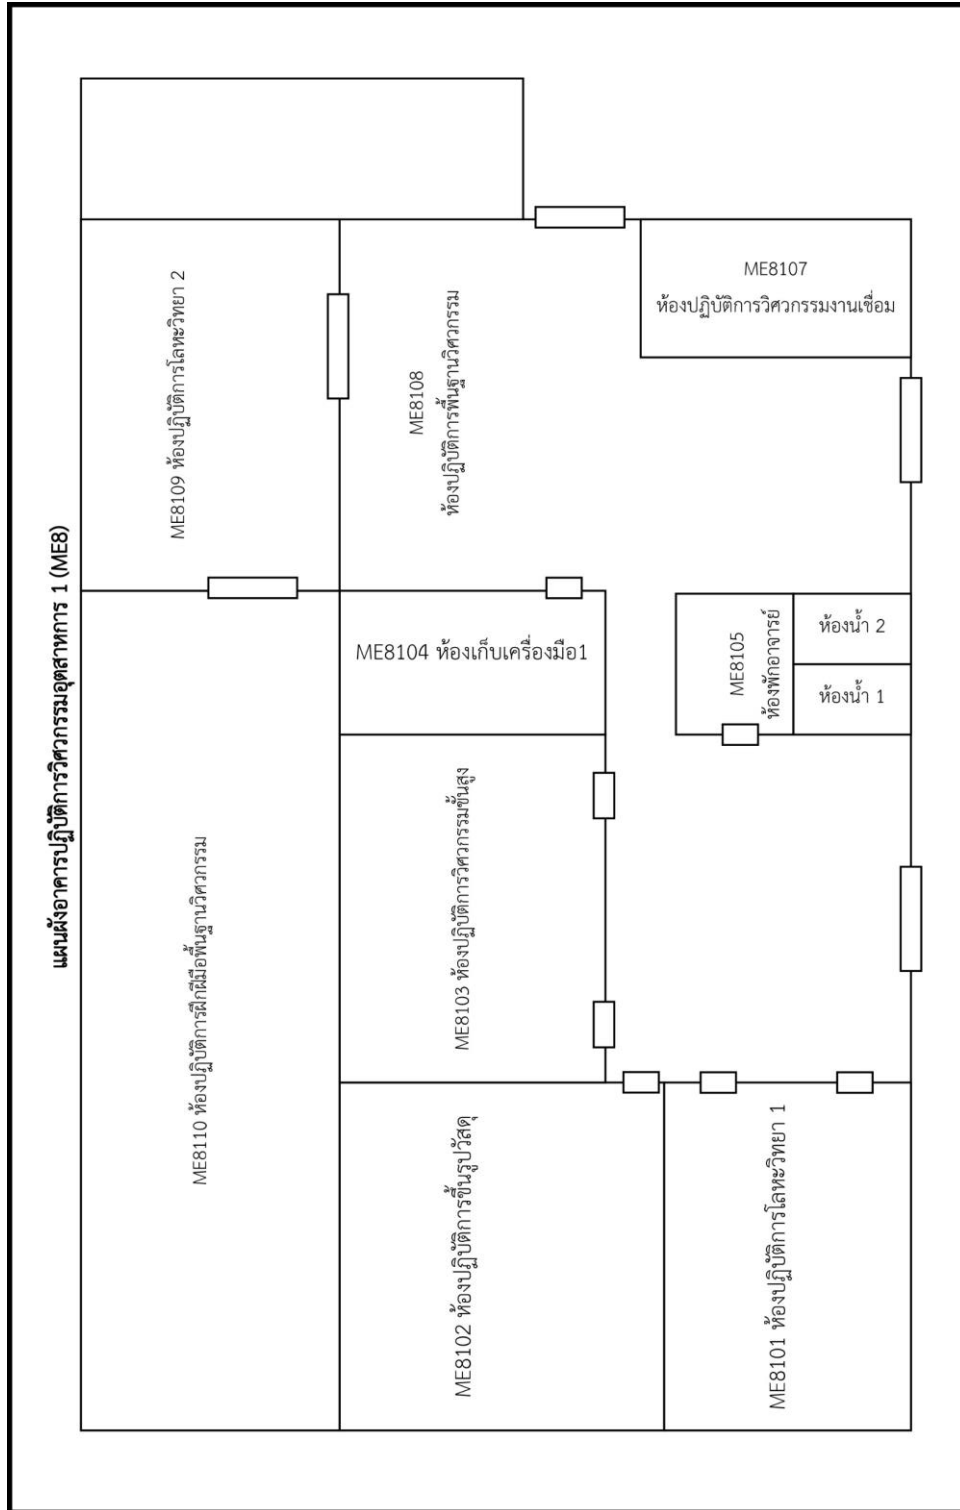 แผนผังอาคารปฏิบัติการวิศวกรรมอุตสาหการ 1 (ME8)
ME8109 ห้องปฏิบัติการโลหะวิทยา 2
ME8108
ห้องปฏิบัติการพื้นฐานวิศวกรรม
ME8107
ห้องปฏิบัติการวิศวกรรมงานเชื่อม
ME8110 ห้องปฏิบัติการฝึกฝีมือพื้นฐานวิศวกรรม
ME8104 ห้องเก็บเครื่องมือ1
ME8105
ห้องพักอาจารย์
ห้องน้ำ 2
ห้องน้ำ 1
ME8103 ห้องปฏิบัติการวิศวกรรมขั้นสูง
ME8102 ห้องปฏิบัติการขึ้นรูปวัสดุ
ME8101 ห้องปฏิบัติการโลหะวิทยา 1